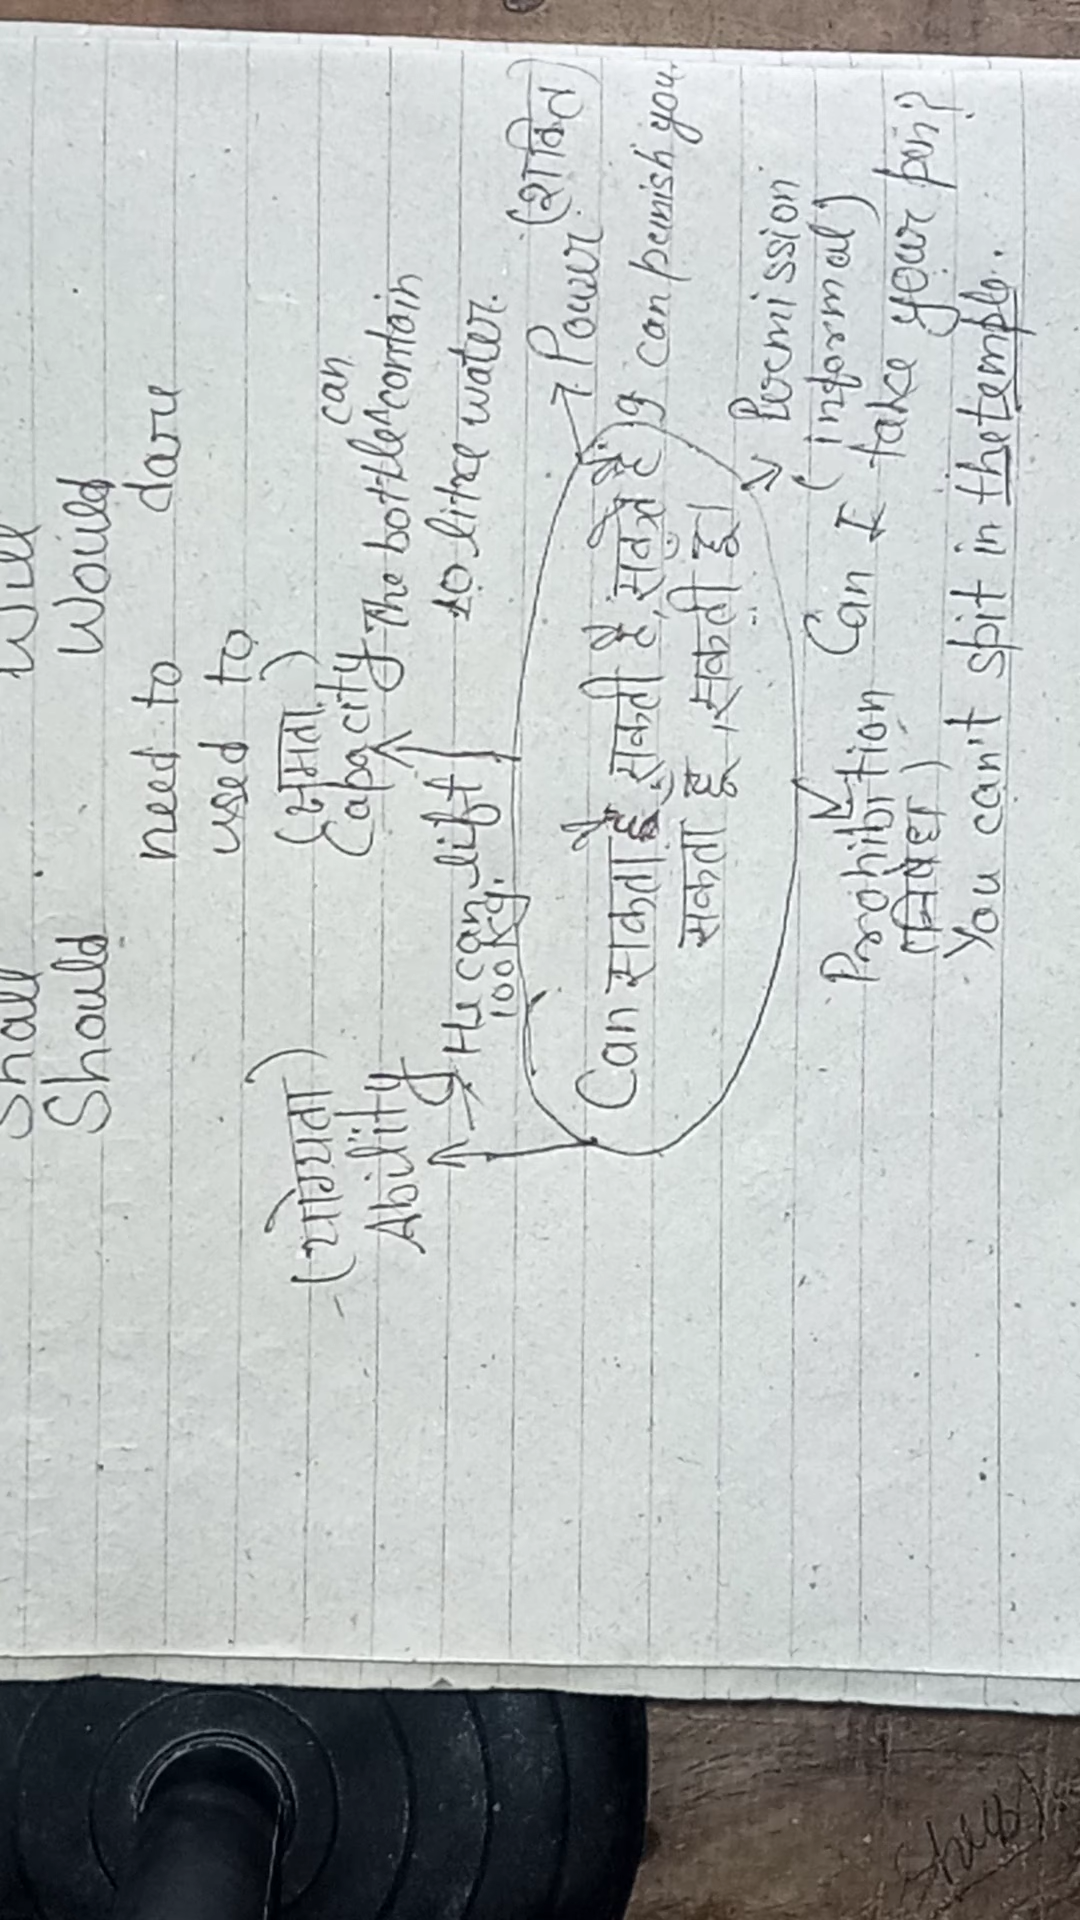 Shall Will
Should Would
need to dare
used to
(योग्यता) (क्षमता)
Ability Capacity The bottle can contain
10 litre water.
→ He can lift
100 kg.
Power (शक्ति)
Can सकता है, सकती है, सकते हैं I can punish you.
सकता हूँ, सकती हूँ।
Permission
(informal)
Prohibition Can I take your pen?
(निषेध)
You can't spit in the temple.